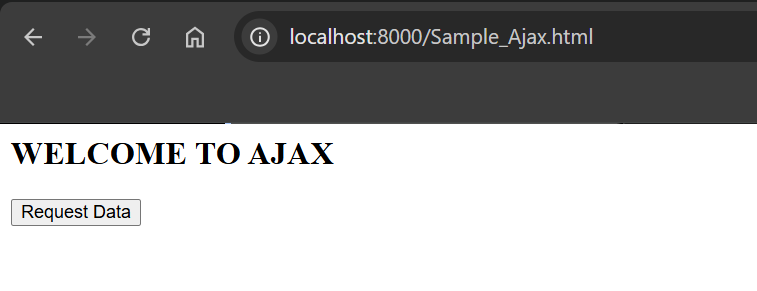 localhost:8000/Sample_Ajax.html
WELCOME TO AJAX
Request Data